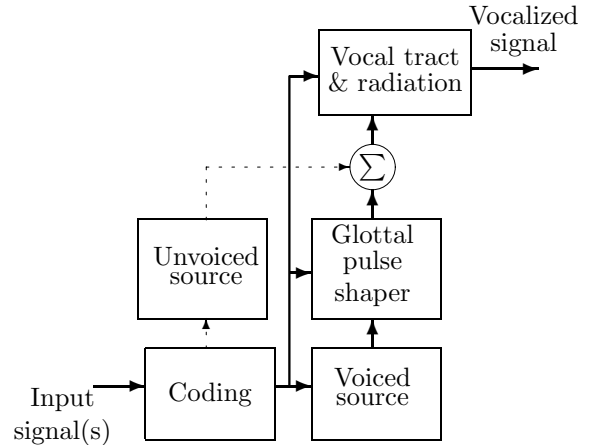 Vocalized
signal
Vocal tract
& radiation
∑
Unvoiced
source
Glottal
pulse
shaper
Input
signal(s)
Coding
Voiced
source